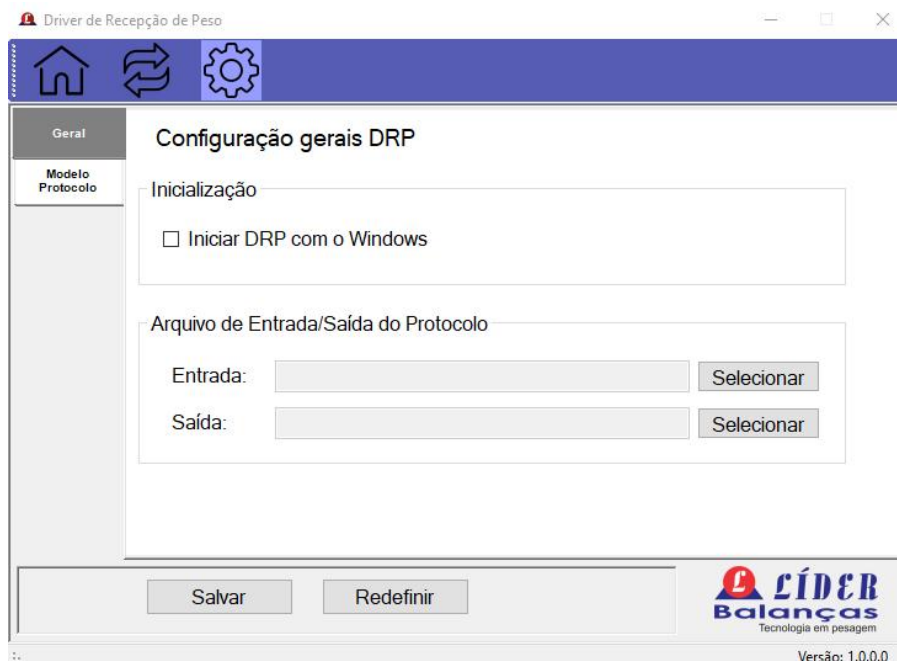 Driver de Recepção de Peso
Geral
Modelo
Protocolo
Configuração gerais DRP
Inicialização
Iniciar DRP com o Windows
Arquivo de Entrada/Saída do Protocolo
Entrada:
Selecionar
Saída:
Selecionar
Salvar
Redefinir
L LÍDER
Balanças
Tecnologia em pesagem
Versão: 1.0.0.0